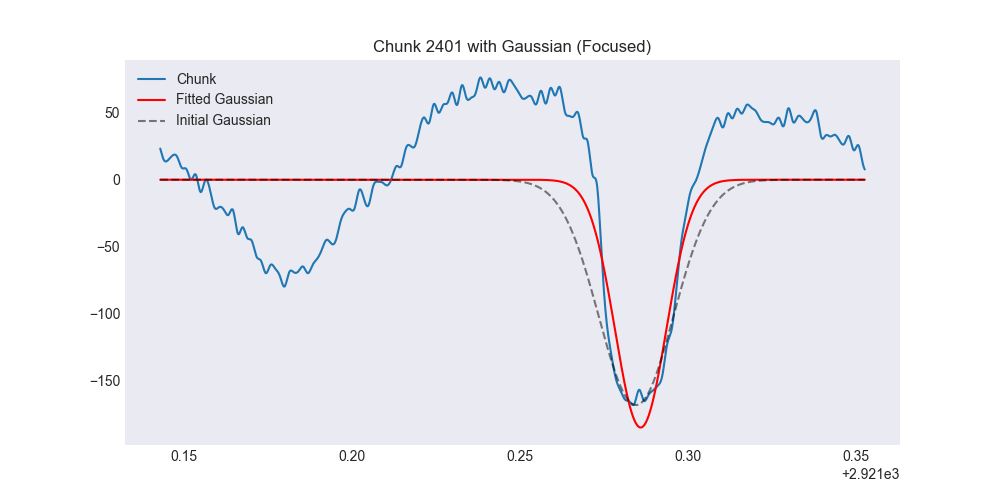 Chunk 2401 with Gaussian (Focused)
Chunk
Fitted Gaussian
Initial Gaussian
50
0
−50
−100
−150
0.15 0.20 0.25 0.30 0.35
+2.921e3